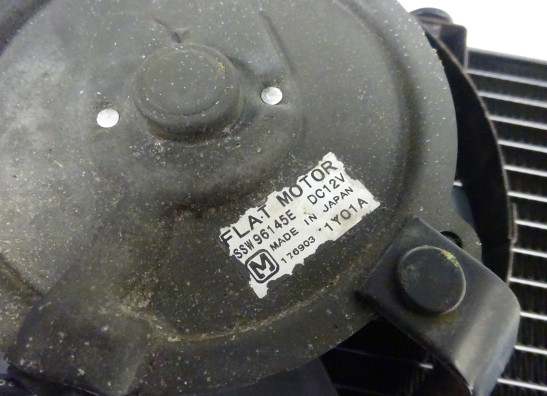 FLAT MOTOR
SSW96145E DC12V
MADE IN JAPAN
M 176903 1Y01A